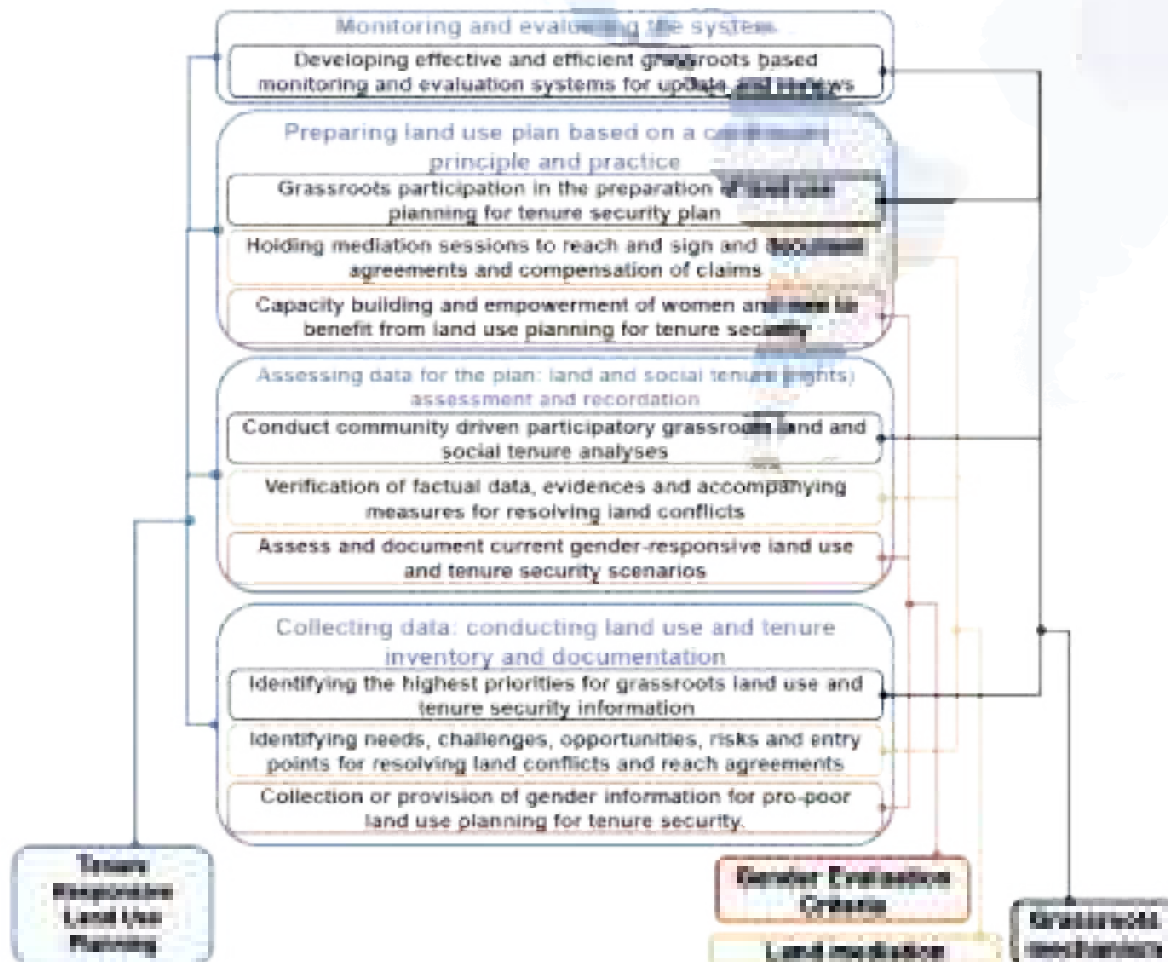 Monitoring and evaluating the system
Developing effective and efficient grassroots based
monitoring and evaluation systems for update and reviews
Preparing land use plan based on a
principle and practice
Grassroots participation in the preparation of land use
planning for tenure security plan
Holding mediation sessions to reach and sign and document
agreements and compensation of claims
Capacity building and empowerment of women and men to
benefit from land use planning for tenure security
Assessing data for the plan: land and social tenure (rights)
assessment and recordation
Conduct community driven participatory grassroots land and
social tenure analyses
Verification of factual data, evidences and accompanying
measures for resolving land conflicts
Assess and document current gender-responsive land use
and tenure security scenarios
Collecting data: conducting land use and tenure
inventory and documentation
Identifying the highest priorities for grassroots land use and
tenure security information
Identifying needs, challenges, opportunities, risks and entry
points for resolving land conflicts and reach agreements
Collection or provision of gender information for pro-poor
land use planning for tenure security.
Tenure
Responsive
Land Use
Planning
Gender Evaluation
Criteria
Land mediation
Grassroots
mechanism